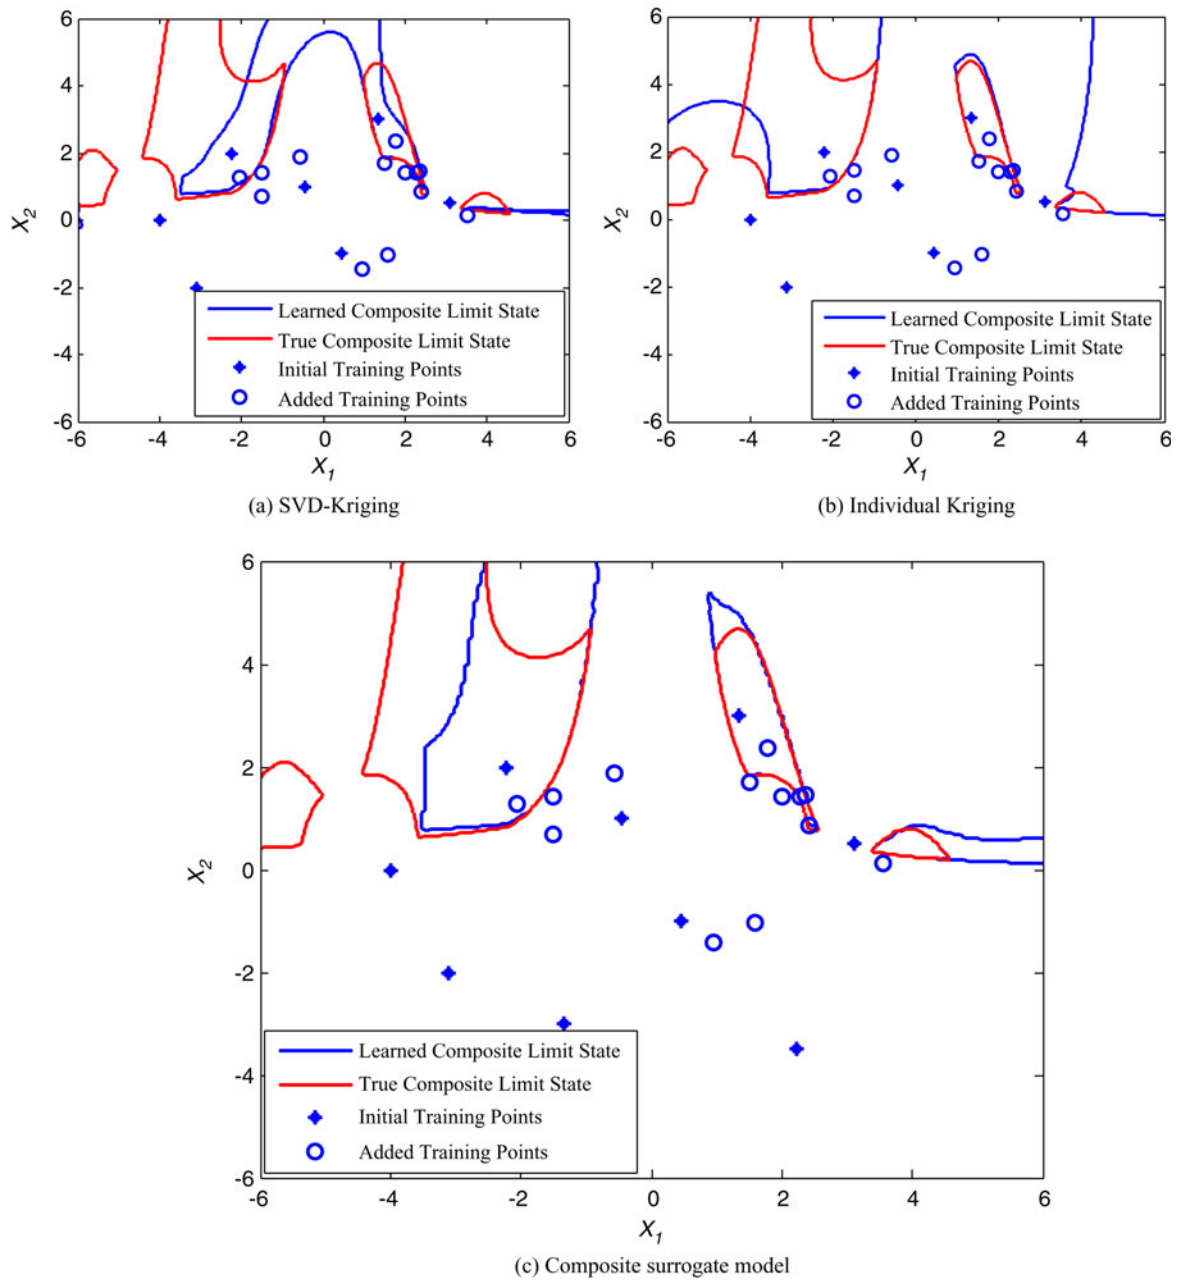 6
4
2
0
-2
-4
-6
X2
-6 -4 -2 0 2 4 6
X1
Learned Composite Limit State
True Composite Limit State
Initial Training Points
Added Training Points
(a) SVD-Kriging
6
4
2
0
-2
-4
-6
X2
-6 -4 -2 0 2 4 6
X1
Learned Composite Limit State
True Composite Limit State
Initial Training Points
Added Training Points
(b) Individual Kriging
6
4
2
0
-2
-4
-6
X2
-6 -4 -2 0 2 4 6
X1
Learned Composite Limit State
True Composite Limit State
Initial Training Points
Added Training Points
(c) Composite surrogate model